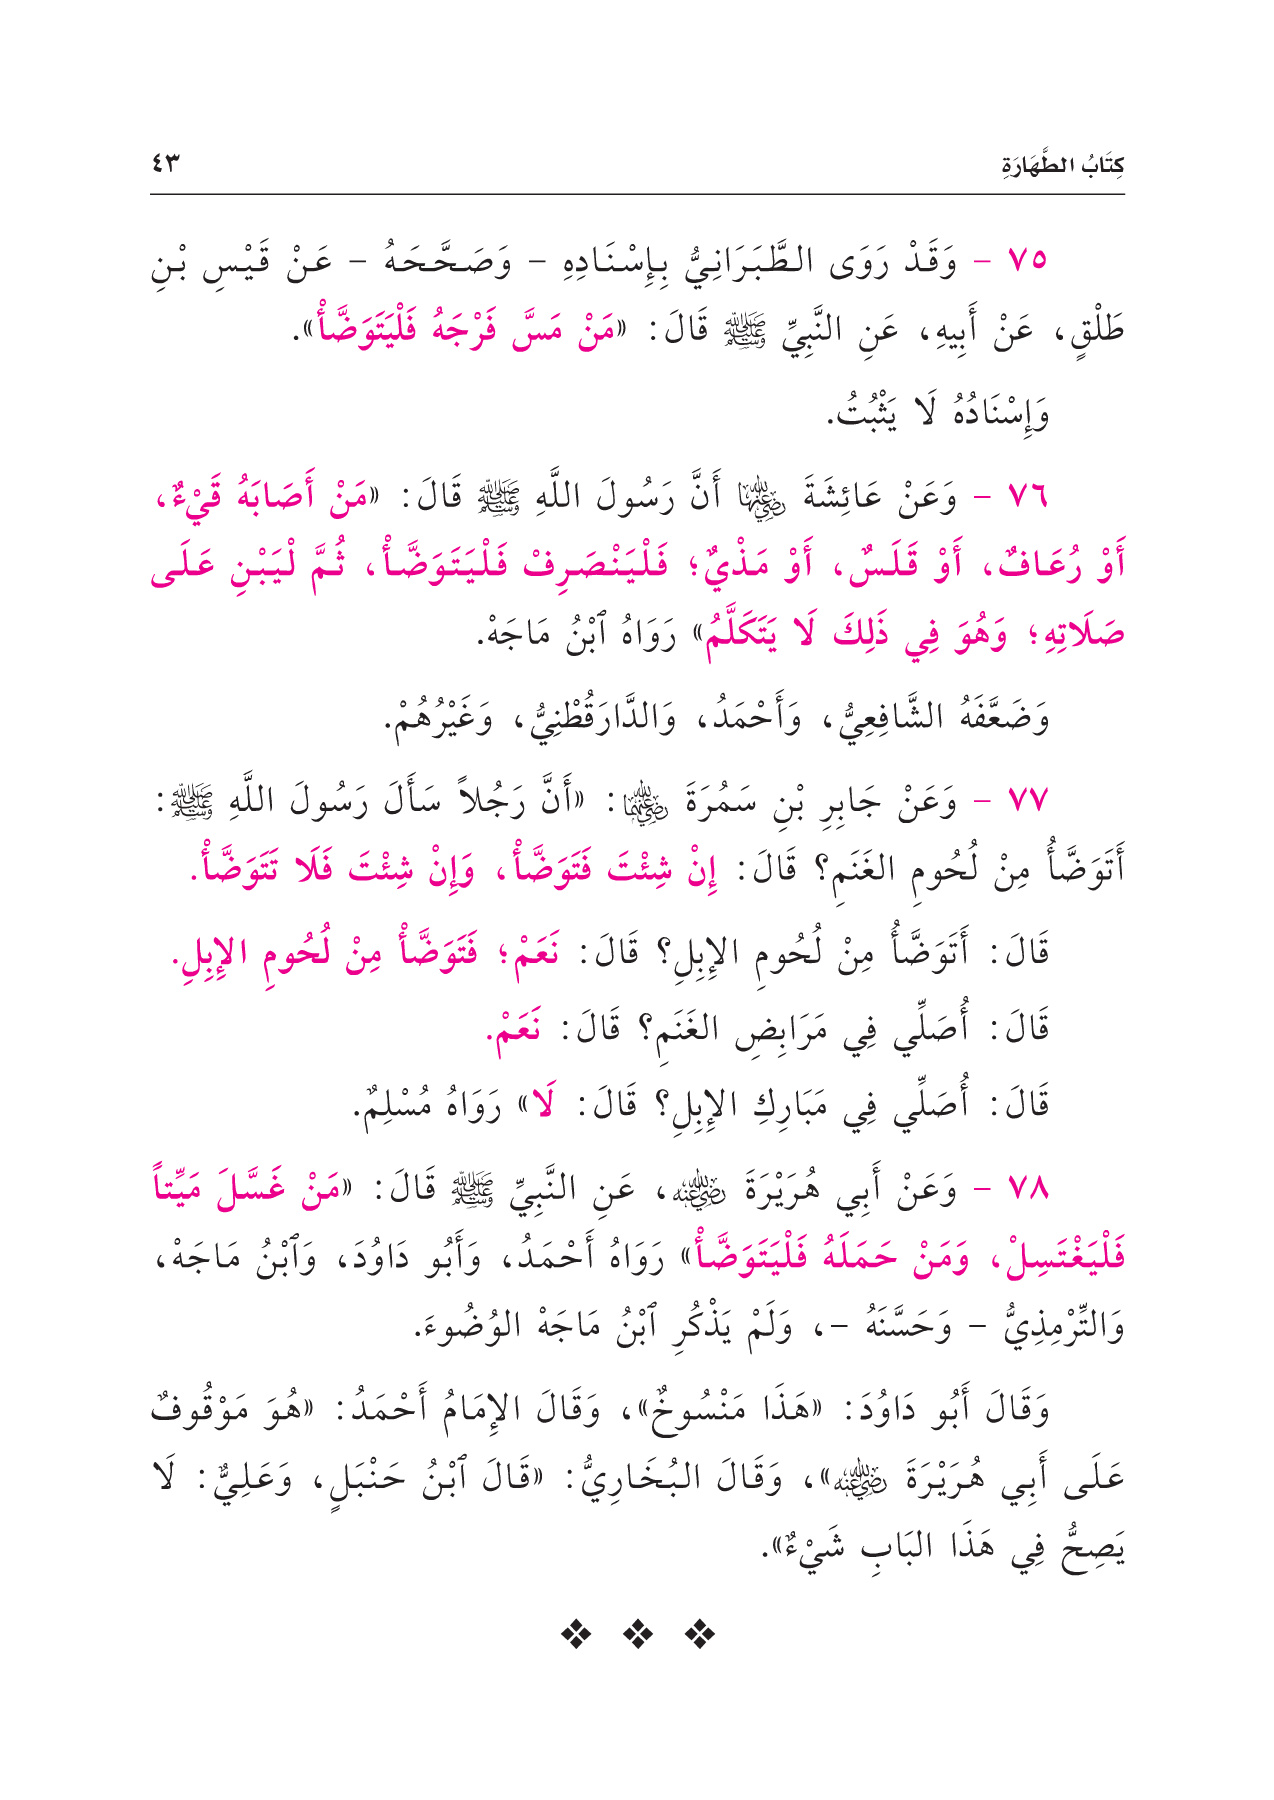 كِتَابُ الطَّهَارَةِ
٤٣
٧٥ - وَقَدْ رَوَى الطَّبَرَانِيُّ بِإِسْنَادِهِ - وَصَحَّحَهُ - عَنْ قَيْسِ بْنِ
طَلْقٍ، عَنْ أَبِيهِ، عَنِ النَّبِيِّ ﷺ قَالَ: «مَنْ مَسَّ فَرْجَهُ فَلْيَتَوَضَّأْ».
وَإِسْنَادُهُ لَا يَثْبُتُ.
٧٦ - وَعَنْ عَائِشَةَ رضي الله عنها أَنَّ رَسُولَ اللَّهِ ﷺ قَالَ: «مَنْ أَصَابَهُ قَيْءٌ،
أَوْ رُعَافٌ، أَوْ قَلَسٌ، أَوْ مَذْيٌ؛ فَلْيَنْصَرِفْ فَلْيَتَوَضَّأْ، ثُمَّ لْيَبْنِ عَلَى
صَلَاتِهِ؛ وَهُوَ فِي ذَلِكَ لَا يَتَكَلَّمُ» رَوَاهُ ٱبْنُ مَاجَهْ.
وَضَعَّفَهُ الشَّافِعِيُّ، وَأَحْمَدُ، وَالدَّارَقُطْنِيُّ، وَغَيْرُهُمْ.
٧٧ - وَعَنْ جَابِرِ بْنِ سَمُرَةَ رضي الله عنهما: «أَنَّ رَجُلاً سَأَلَ رَسُولَ اللَّهِ ﷺ:
أَتَوَضَّأُ مِنْ لُحُومِ الغَنَمِ؟ قَالَ: إِنْ شِئْتَ فَتَوَضَّأْ، وَإِنْ شِئْتَ فَلَا تَتَوَضَّأْ.
قَالَ: أَتَوَضَّأُ مِنْ لُحُومِ الإِبِلِ؟ قَالَ: نَعَمْ؛ فَتَوَضَّأْ مِنْ لُحُومِ الإِبِلِ.
قَالَ: أُصَلِّي فِي مَرَابِضِ الغَنَمِ؟ قَالَ: نَعَمْ.
قَالَ: أُصَلِّي فِي مَبَارِكِ الإِبِلِ؟ قَالَ: لَا» رَوَاهُ مُسْلِمٌ.
٧٨ - وَعَنْ أَبِي هُرَيْرَةَ رضي الله عنه، عَنِ النَّبِيِّ ﷺ قَالَ: «مَنْ غَسَّلَ مَيِّتاً
فَلْيَغْتَسِلْ، وَمَنْ حَمَلَهُ فَلْيَتَوَضَّأْ» رَوَاهُ أَحْمَدُ، وَأَبُو دَاوُدَ، وَٱبْنُ مَاجَهْ،
وَالتِّرْمِذِيُّ - وَحَسَّنَهُ -، وَلَمْ يَذْكُرِ ٱبْنُ مَاجَهْ الوُضُوءَ.
وَقَالَ أَبُو دَاوُدَ: «هَذَا مَنْسُوخٌ»، وَقَالَ الإِمَامُ أَحْمَدُ: «هُوَ مَوْقُوفٌ
عَلَى أَبِي هُرَيْرَةَ رضي الله عنه»، وَقَالَ البُخَارِيُّ: «قَالَ ٱبْنُ حَنْبَلٍ، وَعَلِيٌّ: لَا
يَصِحُّ فِي هَذَا البَابِ شَيْءٌ».